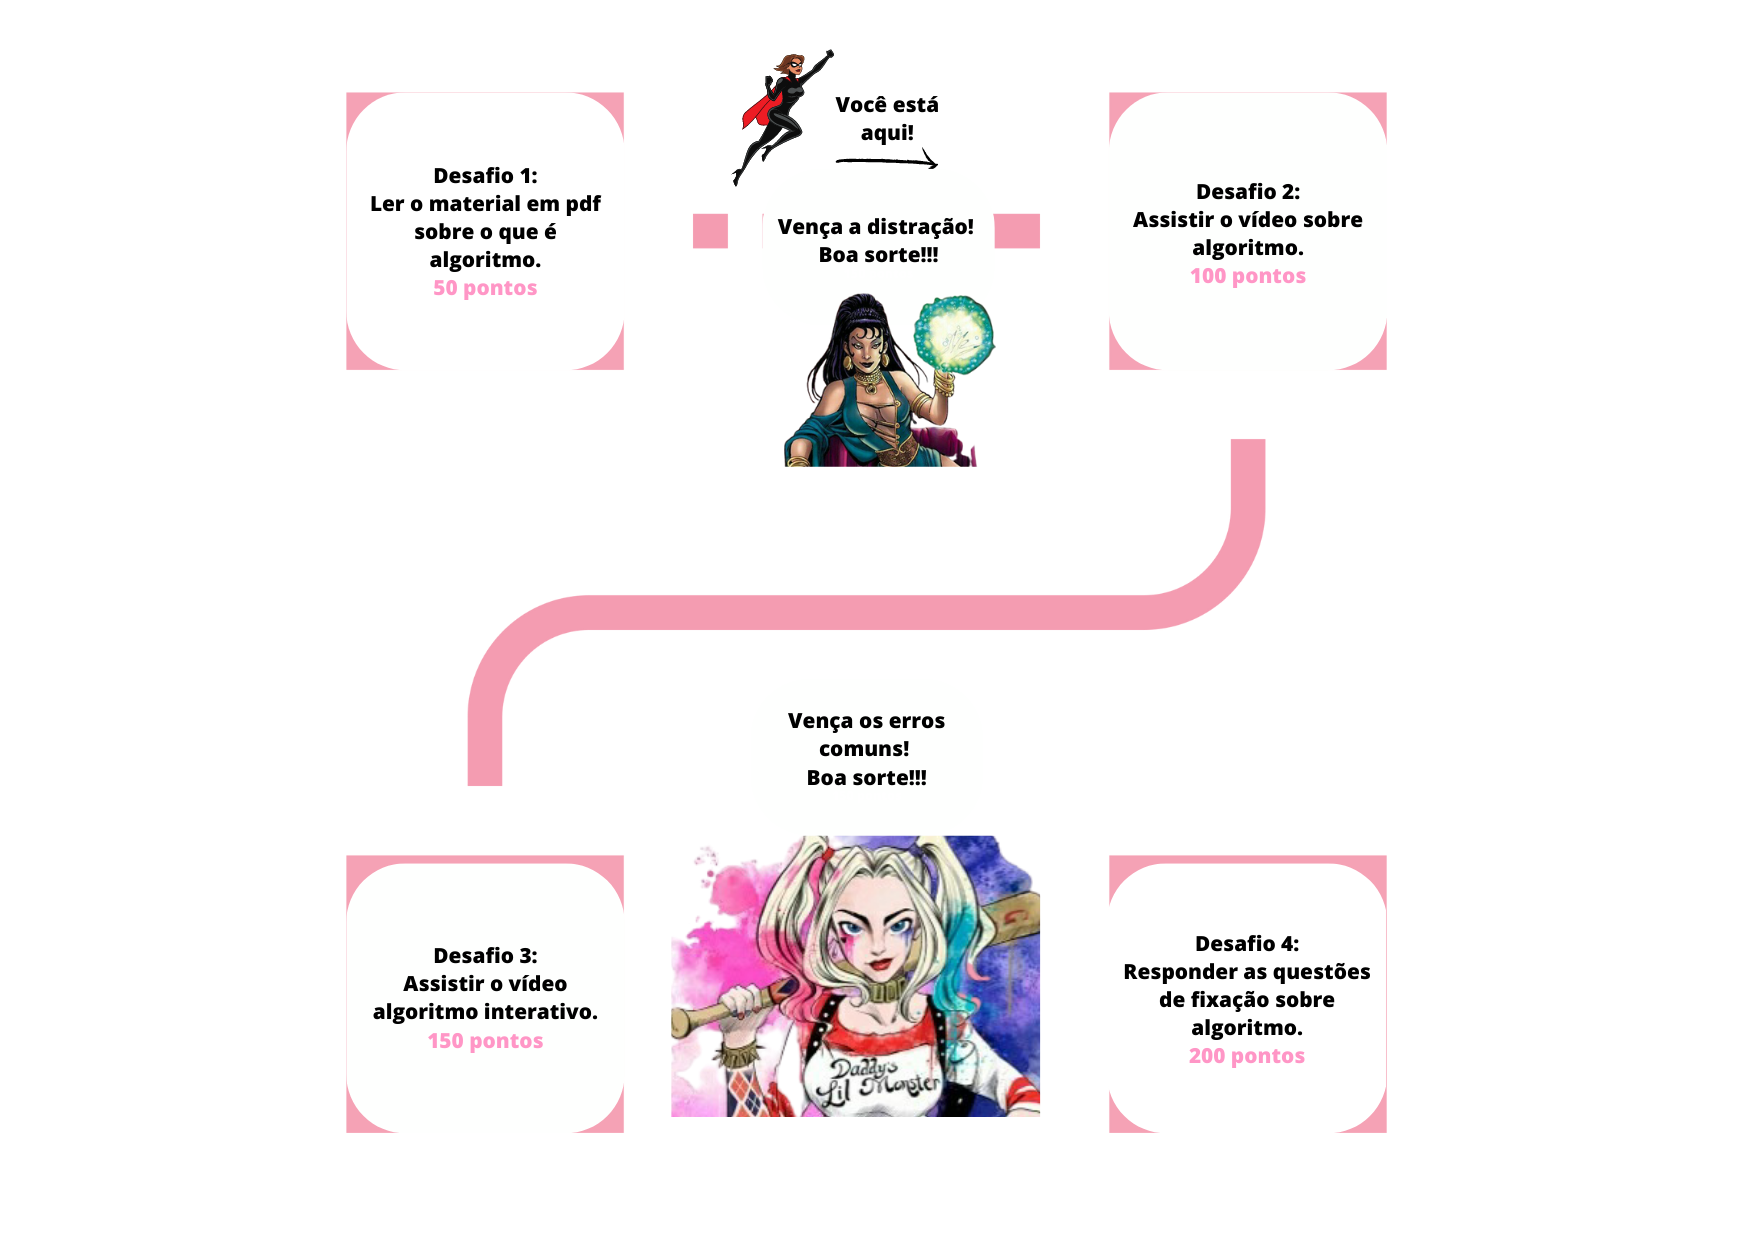 Desafio 1:
Ler o material em pdf
sobre o que é
algoritmo.
50 pontos
Você está
aqui!
Vença a distração!
Boa sorte!!!
Desafio 2:
Assistir o vídeo sobre
algoritmo.
100 pontos
Desafio 3:
Assistir o vídeo
algoritmo interativo.
150 pontos
Vença os erros
comuns!
Boa sorte!!!
Daddy's
Lil Monster
Desafio 4:
Responder as questões
de fixação sobre
algoritmo.
200 pontos